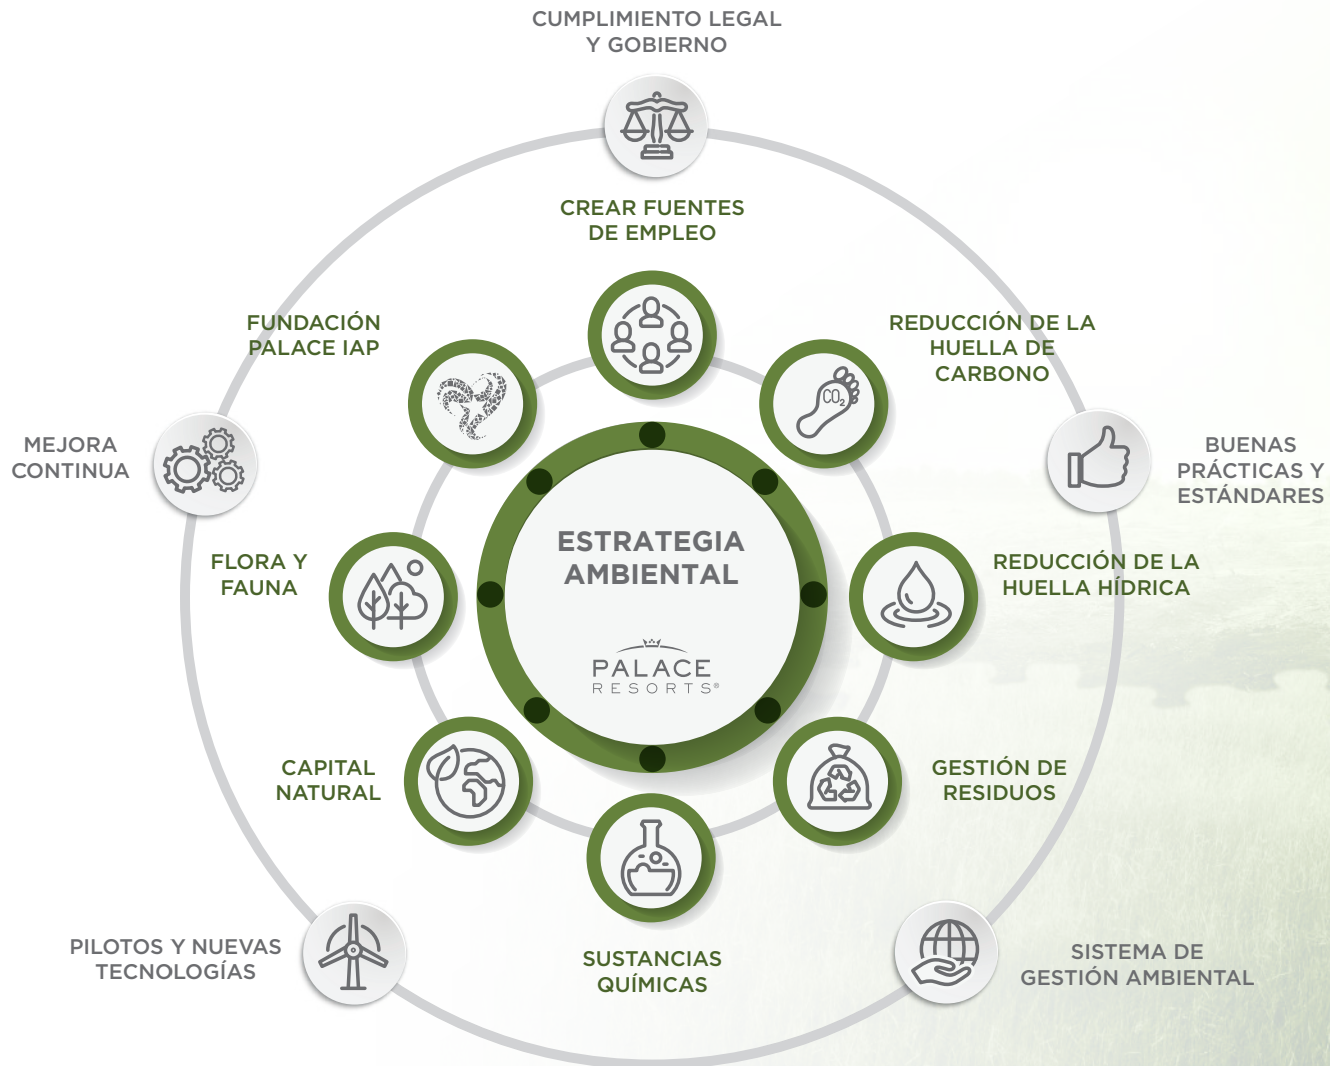 CUMPLIMIENTO LEGAL
Y GOBIERNO
CREAR FUENTES
DE EMPLEO
FUNDACIÓN
PALACE IAP
REDUCCIÓN DE LA
HUELLA DE
CARBONO
CO₂
MEJORA
CONTINUA
BUENAS
PRÁCTICAS Y
ESTÁNDARES
ESTRATEGIA
AMBIENTAL
PALACE
RESORTS®
FLORA Y
FAUNA
REDUCCIÓN DE LA
HUELLA HÍDRICA
CAPITAL
NATURAL
GESTIÓN DE
RESIDUOS
PILOTOS Y NUEVAS
TECNOLOGÍAS
SUSTANCIAS
QUÍMICAS
SISTEMA DE
GESTIÓN AMBIENTAL